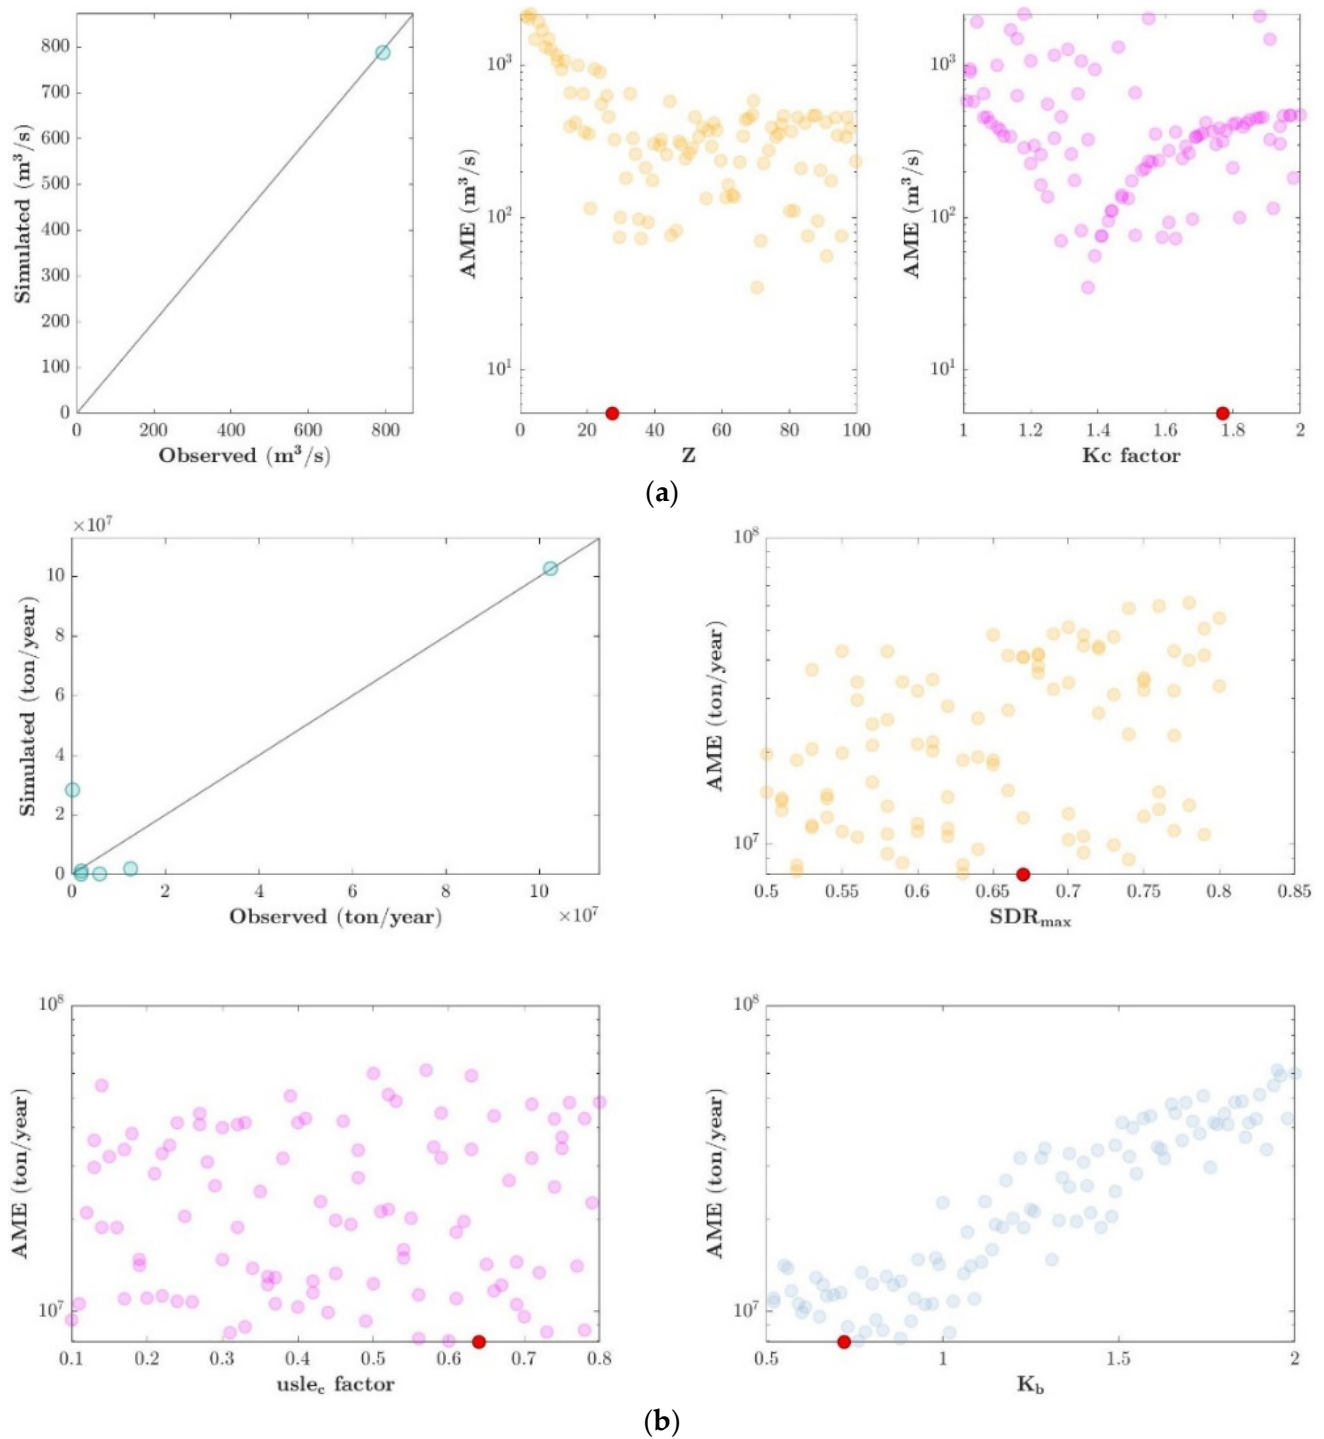 800
700
600
500
400
300
200
100
0
Simulated (m³/s)
0 200 400 600 800
Observed (m³/s)
10³
10²
10¹
AME (m³/s)
0 20 40 60 80 100
Z
10³
10²
10¹
AME (m³/s)
1 1.2 1.4 1.6 1.8 2
Kc factor
(a)
×10⁷
10
8
6
4
2
0
Simulated (ton/year)
0 2 4 6 8 10
Observed (ton/year)
×10⁷
10⁸
10⁷
AME (ton/year)
0.5 0.55 0.6 0.65 0.7 0.75 0.8 0.85
SDRmax
10⁸
10⁷
AME (ton/year)
0.1 0.2 0.3 0.4 0.5 0.6 0.7 0.8
uslec factor
10⁸
10⁷
AME (ton/year)
0.5 1 1.5 2
Kb
(b)